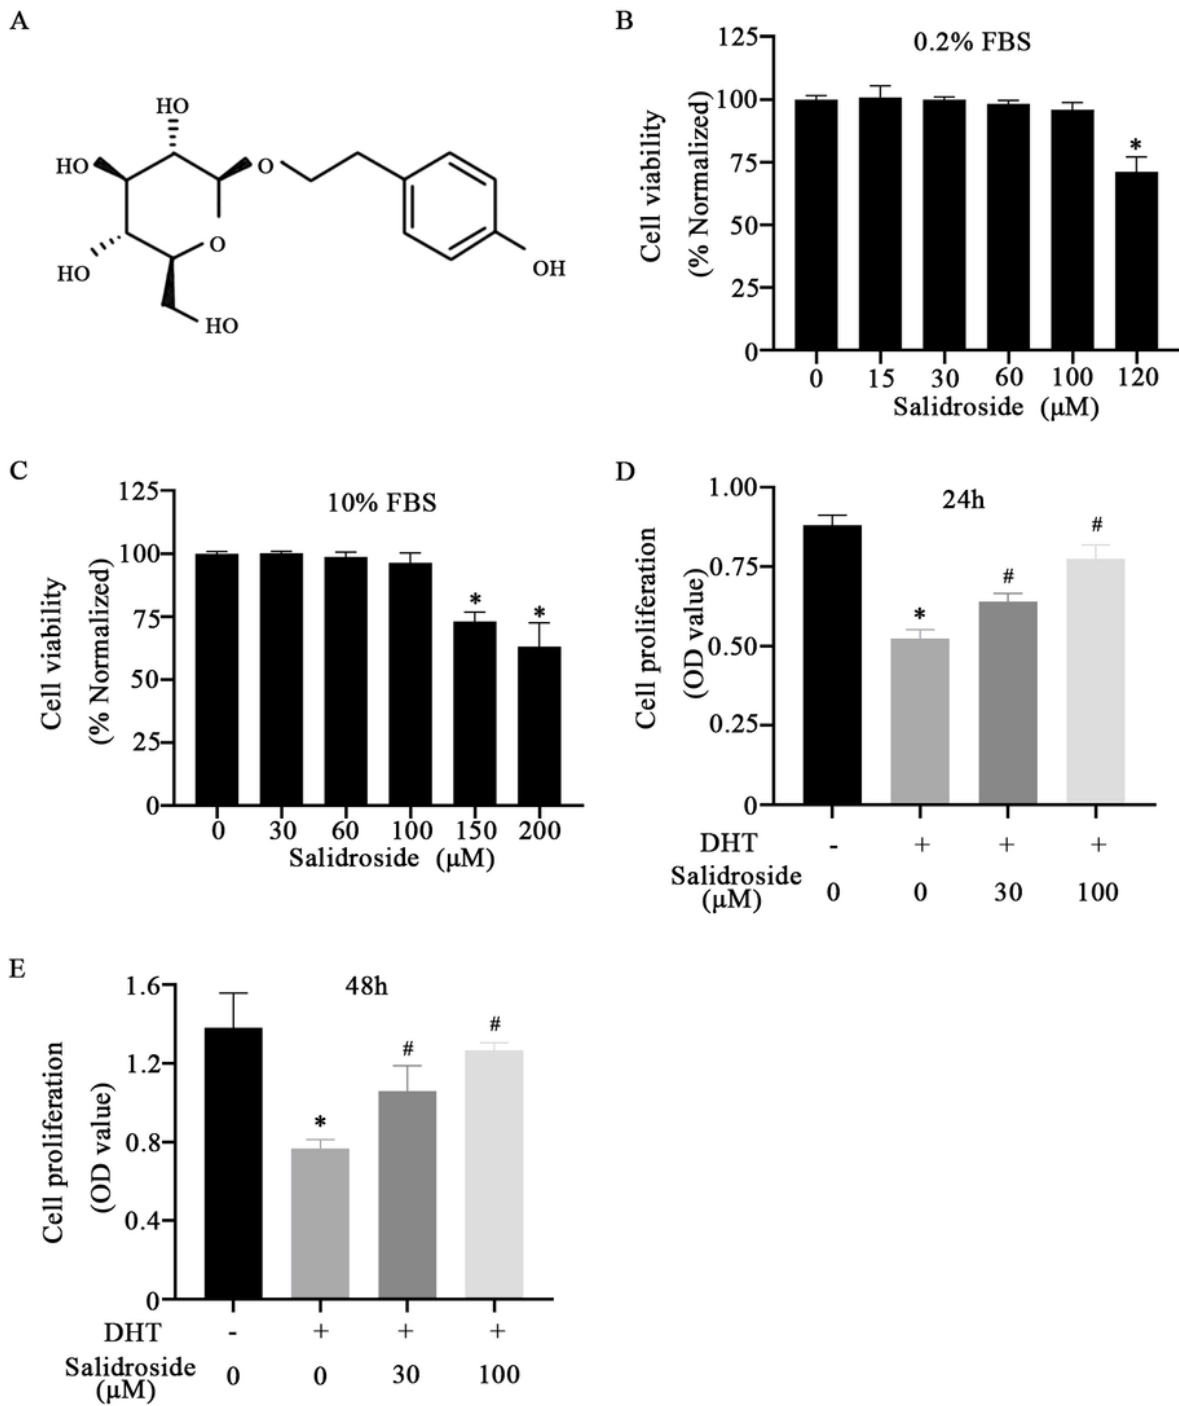 A
HO
HO
O
O
HO
HO
OH
B
0.2% FBS
Cell viability
(% Normalized)
125
100
75
50
25
0
0 15 30 60 100 120
Salidroside (μM)
*
C
10% FBS
Cell viability
(% Normalized)
125
100
75
50
25
0
0 30 60 100 150 200
Salidroside (μM)
* *
D
24h
Cell proliferation
(OD value)
1.00
0.75
0.50
0.25
0
* # #
DHT - + + +
Salidroside
(μM) 0 0 30 100
E
48h
Cell proliferation
(OD value)
1.6
1.2
0.8
0.4
0
* # #
DHT - + + +
Salidroside
(μM) 0 0 30 100